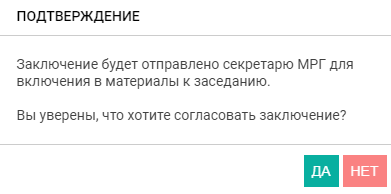 ПОДТВЕРЖДЕНИЕ
Заключение будет отправлено секретарю МРГ для
включения в материалы к заседанию.
Вы уверены, что хотите согласовать заключение?
ДА НЕТ